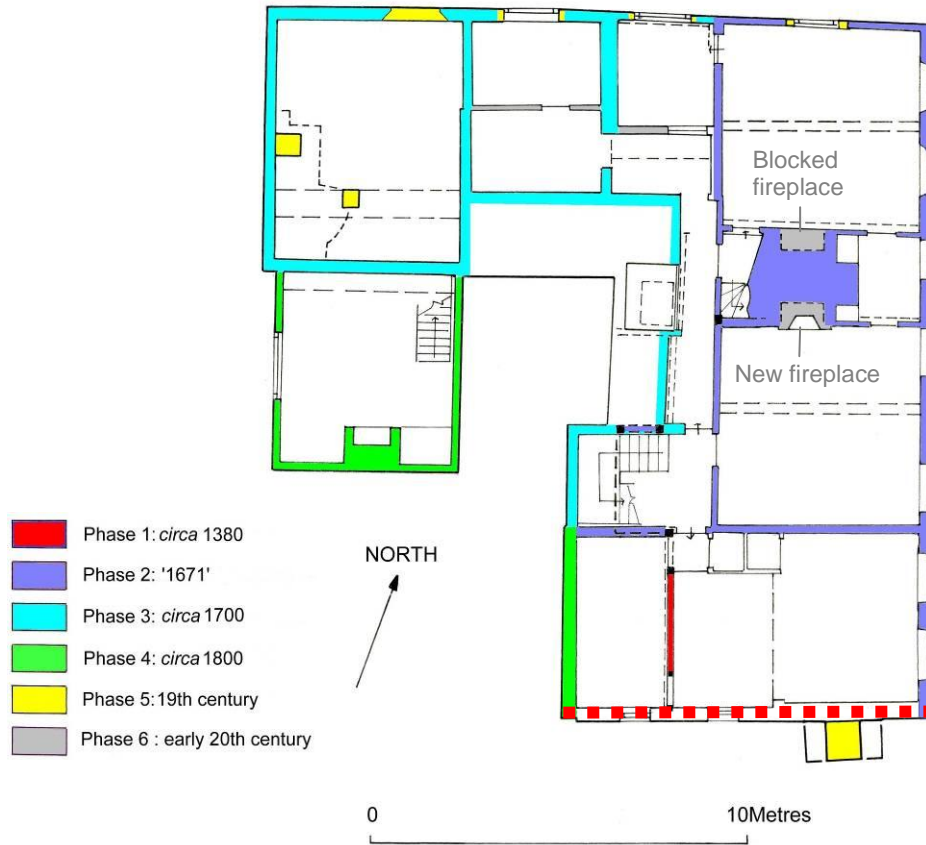 Blocked
fireplace
New fireplace
Phase 1: circa 1380
Phase 2: '1671'
Phase 3: circa 1700
Phase 4: circa 1800
Phase 5:19th century
Phase 6 : early 20th century
NORTH
0
10Metres